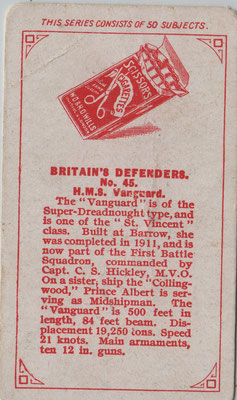 THIS SERIES CONSISTS OF 50 SUBJECTS.
SCISSORS
CIGARETTES
W.D.& H.O.WILLS
BRITAIN'S DEFENDERS.
No. 45.
H.M.S. Vanguard.
The "Vanguard" is of the
Super-Dreadnought type, and
is one of the "St. Vincent"
class. Built at Barrow, she
was completed in 1911, and is
now part of the First Battle
Squadron, commanded by
Capt. C. S. Hickley, M.V.O.
On a sister, ship the "Colling-
wood," Prince Albert is serv-
ing as Midshipman. The
"Vanguard" is 500 feet in
length, 84 feet beam. Dis-
placement 19,250 tons. Speed
21 knots. Main armaments,
ten 12 in. guns.